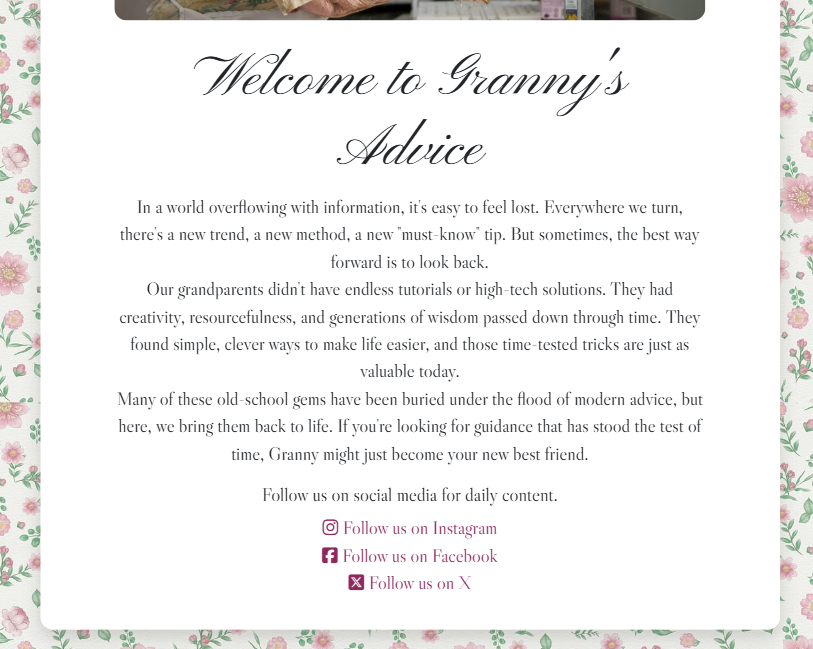 Welcome to Granny's
Advice
In a world overflowing with information, it's easy to feel lost. Everywhere we turn,
there's a new trend, a new method, a new "must-know" tip. But sometimes, the best way
forward is to look back.
Our grandparents didn't have endless tutorials or high-tech solutions. They had
creativity, resourcefulness, and generations of wisdom passed down through time. They
found simple, clever ways to make life easier, and those time-tested tricks are just as
valuable today.
Many of these old-school gems have been buried under the flood of modern advice, but
here, we bring them back to life. If you're looking for guidance that has stood the test of
time, Granny might just become your new best friend.
Follow us on social media for daily content.
Follow us on Instagram
Follow us on Facebook
Follow us on X